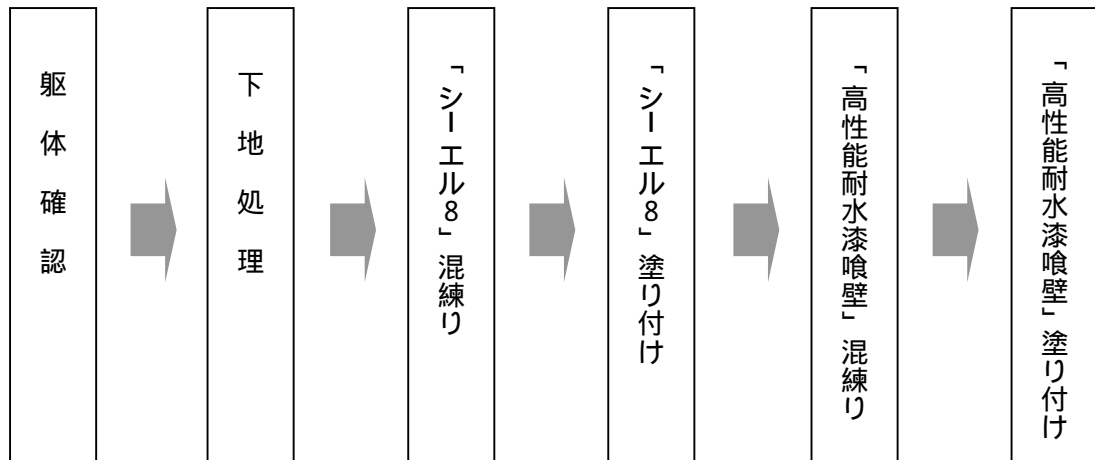 躯体確認
下地処理
「シーエル8」混練り
「シーエル8」塗り付け
「高性能耐水漆喰壁」混練り
「高性能耐水漆喰壁」塗り付け